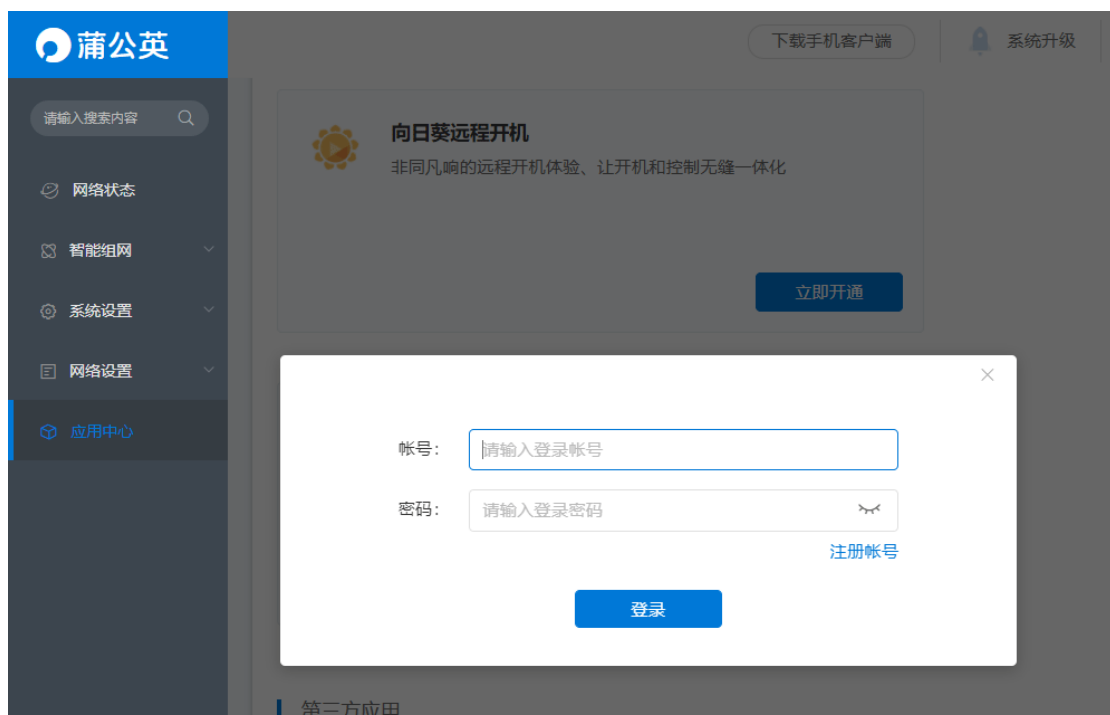 蒲公英
下载手机客户端
系统升级
请输入搜索内容
向日葵远程开机
非同凡响的远程开机体验、让开机和控制无缝一体化
网络状态
智能组网
立即开通
系统设置
网络设置
应用中心
帐号：
请输入登录帐号
密码：
请输入登录密码
注册帐号
登录
第三方应用